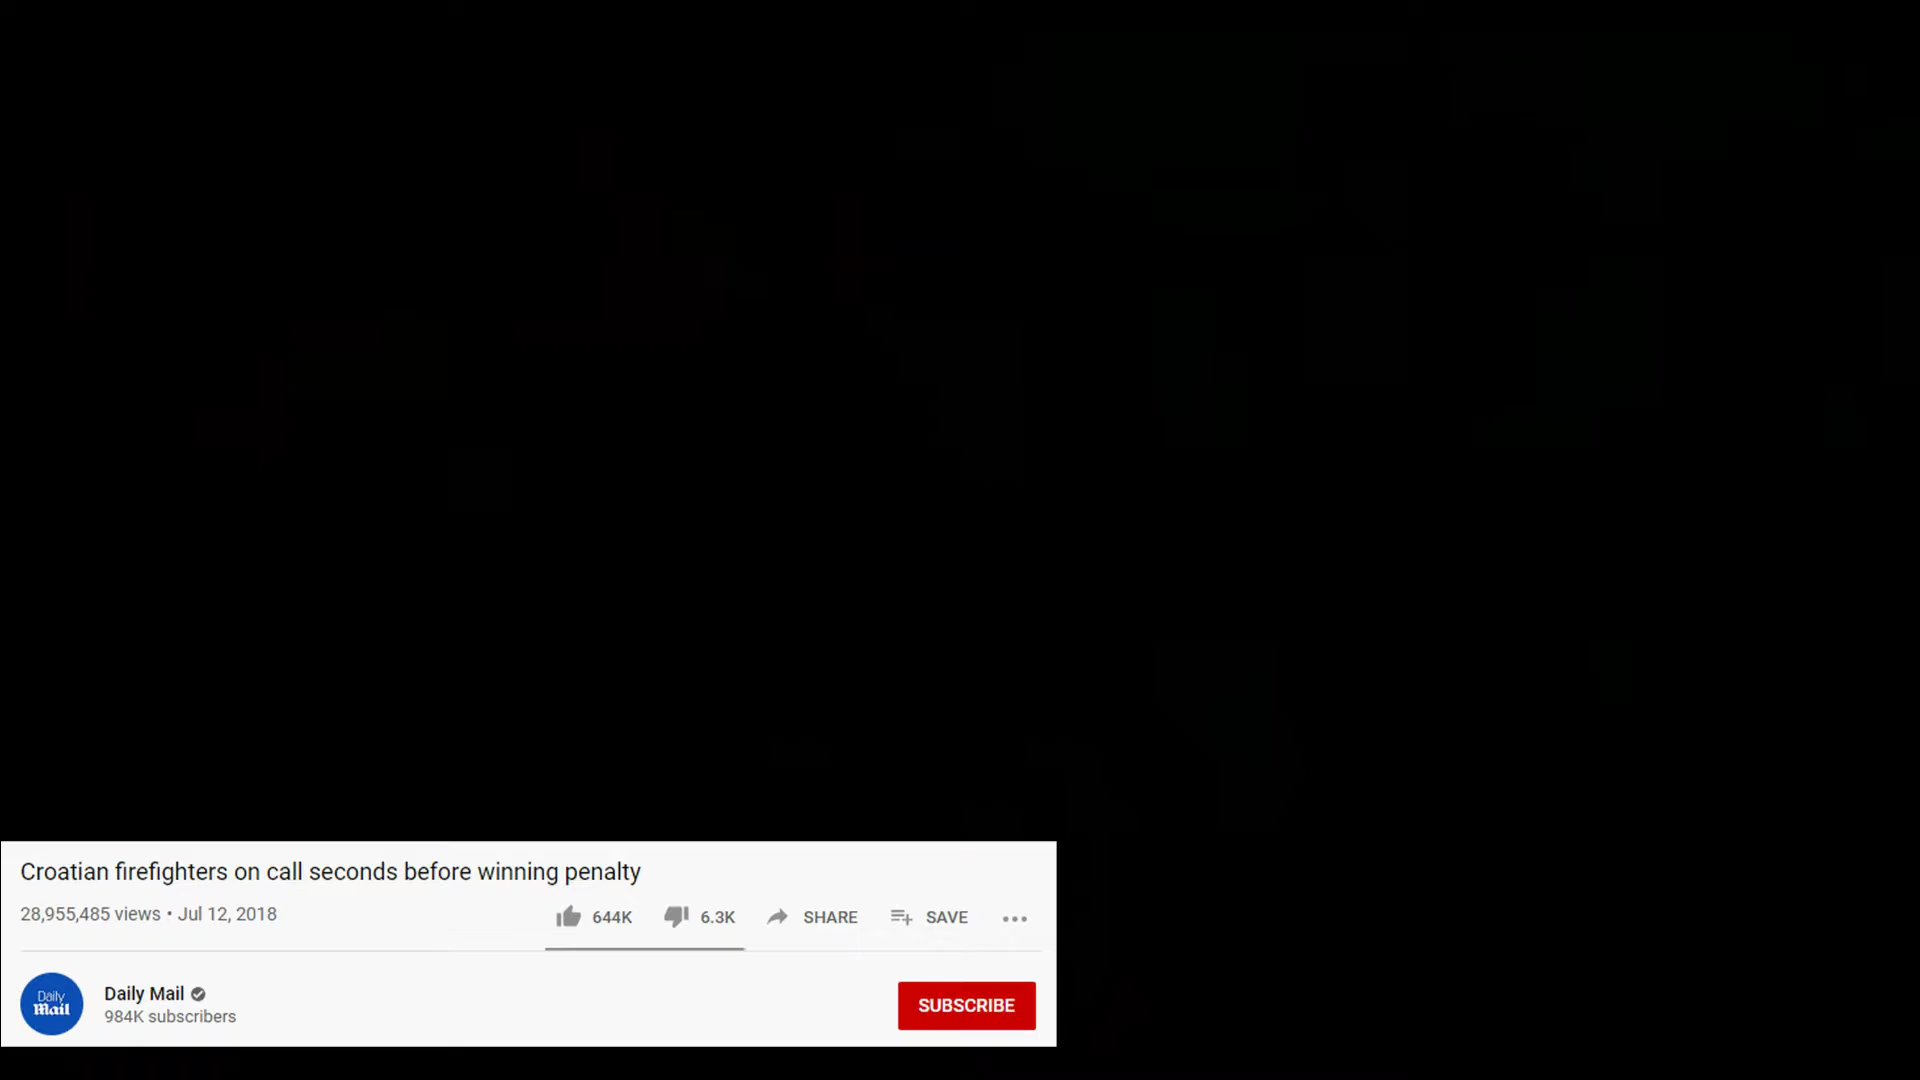 Croatian firefighters on call seconds before winning penalty
28,955,485 views • Jul 12, 2018
644K 6.3K SHARE SAVE
Daily Mail
Daily Mail
984K subscribers
SUBSCRIBE